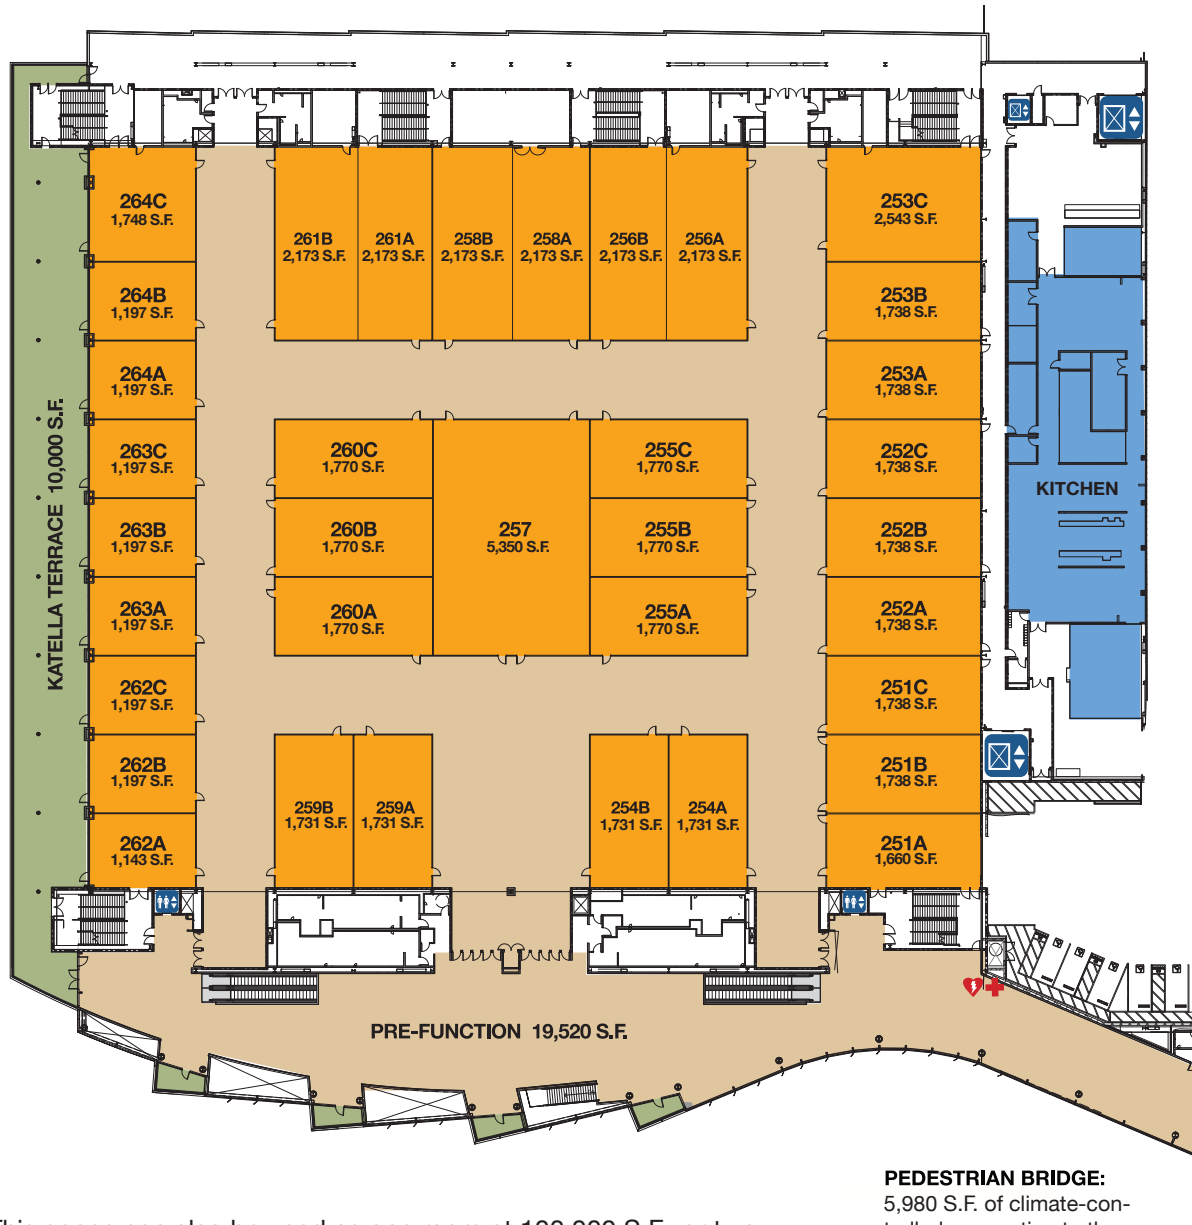 264C
1,748 S.F.
261B
2,173 S.F.
261A
2,173 S.F.
258B
2,173 S.F.
258A
2,173 S.F.
256B
2,173 S.F.
256A
2,173 S.F.
253C
2,543 S.F.
264B
1,197 S.F.
253B
1,738 S.F.
264A
1,197 S.F.
253A
1,738 S.F.
KATELLA TERRACE 10,000 S.F.
263C
1,197 S.F.
260C
1,770 S.F.
255C
1,770 S.F.
252C
1,738 S.F.
KITCHEN
263B
1,197 S.F.
260B
1,770 S.F.
257
5,350 S.F.
255B
1,770 S.F.
252B
1,738 S.F.
263A
1,197 S.F.
260A
1,770 S.F.
255A
1,770 S.F.
252A
1,738 S.F.
262C
1,197 S.F.
251C
1,738 S.F.
262B
1,197 S.F.
251B
1,738 S.F.
259B
1,731 S.F.
259A
1,731 S.F.
254B
1,731 S.F.
254A
1,731 S.F.
262A
1,143 S.F.
251A
1,660 S.F.
PRE-FUNCTION 19,520 S.F.
PEDESTRIAN BRIDGE:
5,980 S.F. of climate-con-